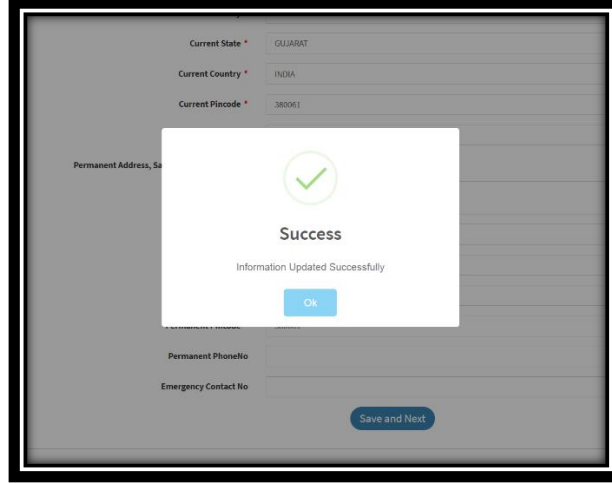 Current State *
GUJARAT
Current Country *
INDIA
Current Pincode *
380061
Permanent Address, Sa
Success
Information Updated Successfully
Ok
Permanent PhoneNo
Emergency Contact No
Save and Next